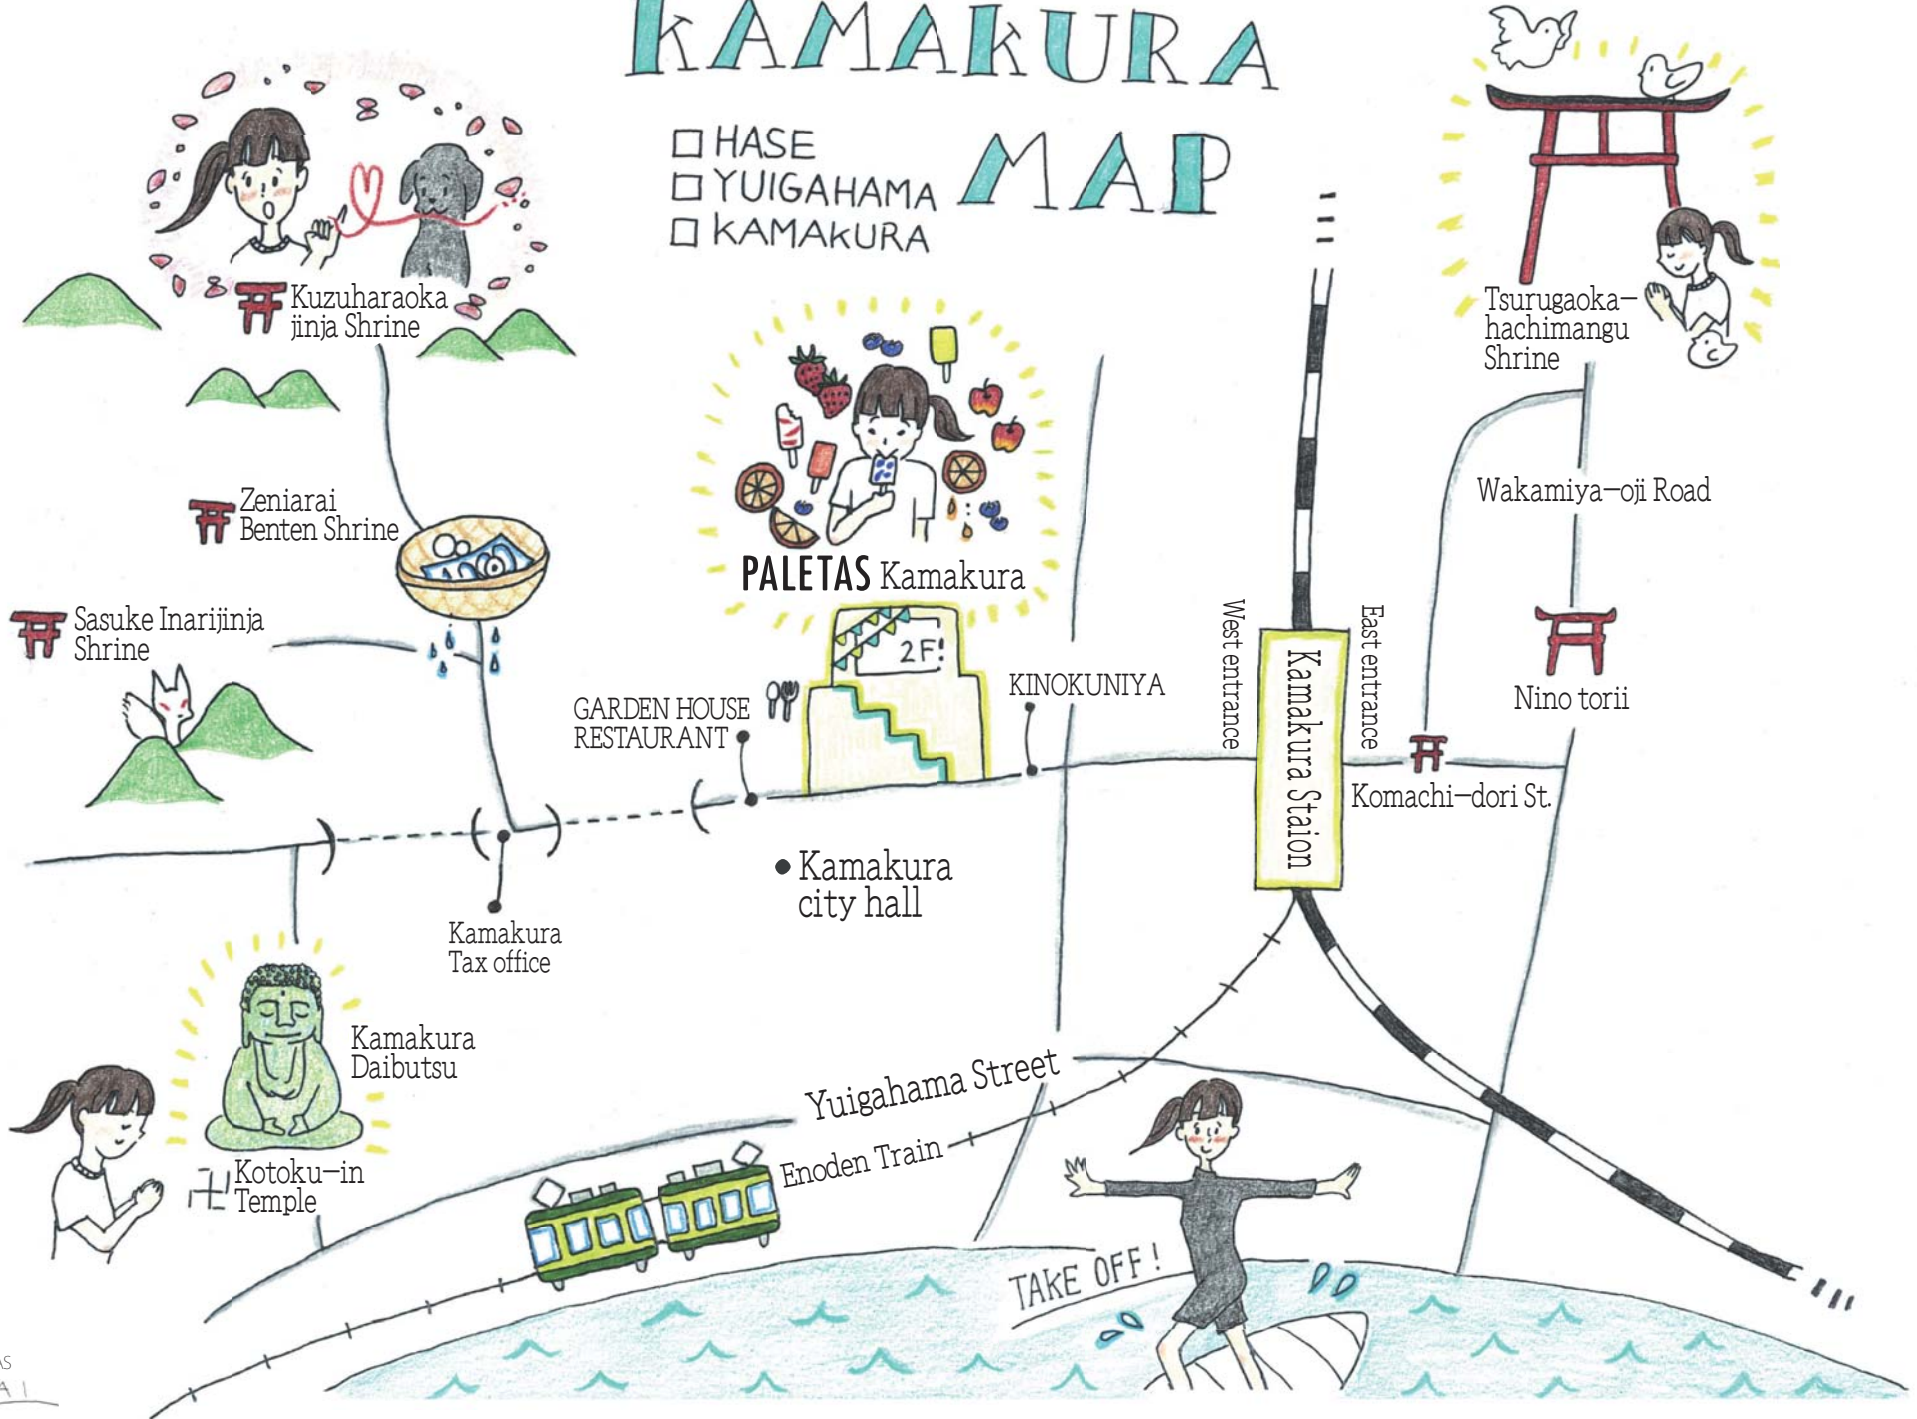 KAMAKURA
MAP
□ HASE
□ YUIGAHAMA
□ KAMAKURA
Kuzuharaoka
jinja Shrine
Tsurugaoka–
hachimangu
Shrine
Wakamiya–oji Road
Zeniarai
Benten Shrine
PALETAS Kamakura
2F!
Sasuke Inarijinja
Shrine
GARDEN HOUSE
RESTAURANT
KINOKUNIYA
West entrance
Kamakura Staion
East entrance
Nino torii
Komachi–dori St.
Kamakura
city hall
Kamakura
Tax office
Kamakura
Daibutsu
卍 Kotoku–in
Temple
Yuigahama Street
Enoden Train
TAKE OFF!